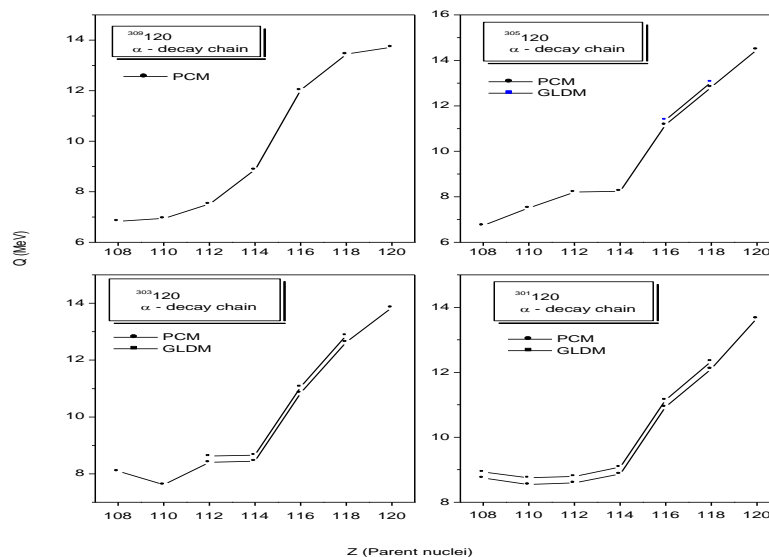 ³⁰⁹120
α - decay chain
PCM
14
12
10
8
6
108 110 112 114 116 118 120
³⁰⁵120
α - decay chain
PCM
GLDM
16
14
12
10
8
6
108 110 112 114 116 118 120
Q (MeV)
³⁰³120
α - decay chain
PCM
GLDM
14
12
10
8
108 110 112 114 116 118 120
³⁰¹120
α - decay chain
PCM
GLDM
14
12
10
8
108 110 112 114 116 118 120
Z (Parent nuclei)